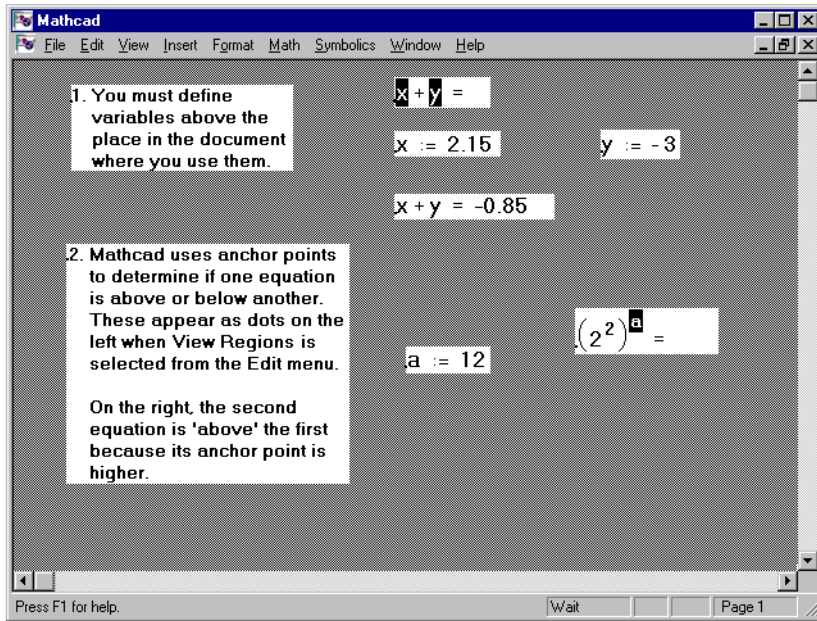 Mathcad
File Edit View Insert Format Math Symbolics Window Help
1. You must define
variables above the
place in the document
where you use them.
x + y =
x := 2.15
y := - 3
x + y = -0.85
2. Mathcad uses anchor points
to determine if one equation
is above or below another.
These appear as dots on the
left when View Regions is
selected from the Edit menu.
On the right, the second
equation is 'above' the first
because its anchor point is
higher.
a := 12
(2²)ᵃ =
Press F1 for help.
Wait
Page 1